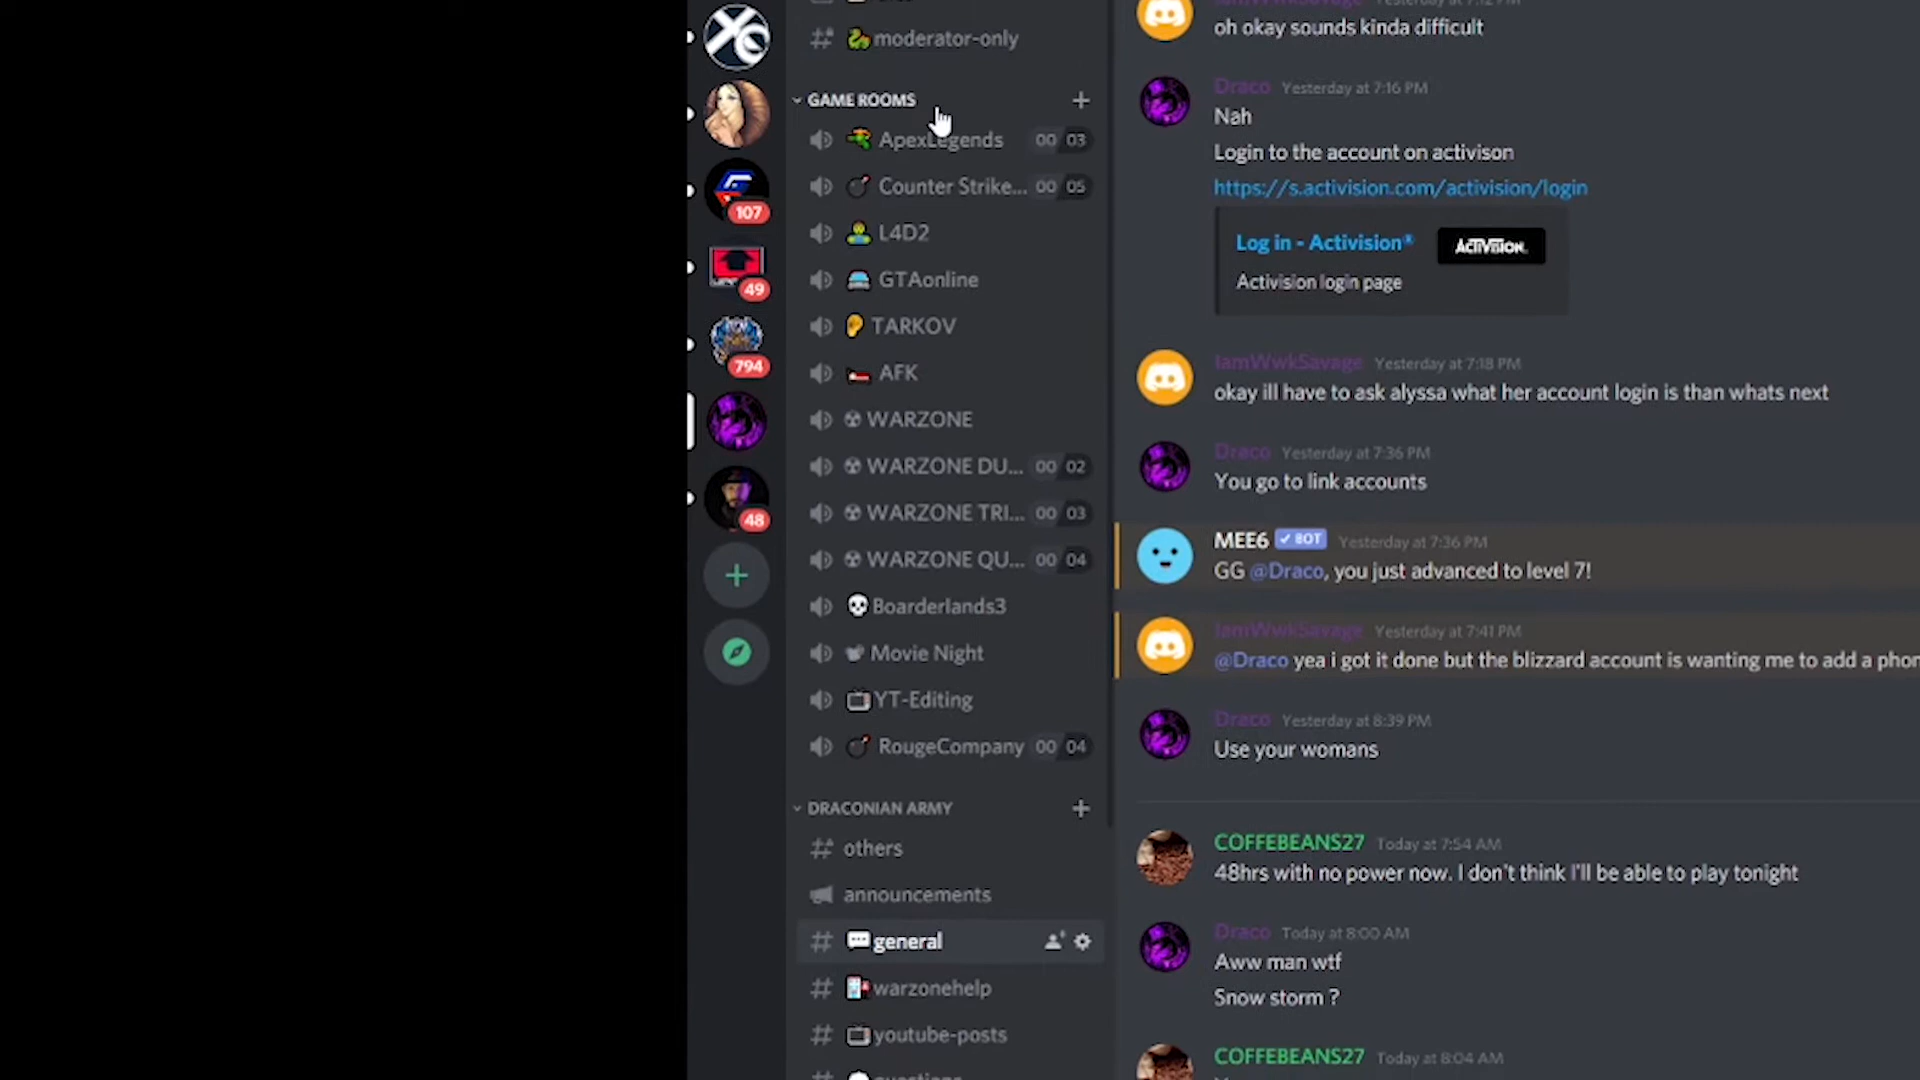 moderator-only
GAME ROOMS
ApexLegends 00 03
Counter Strike... 00 05
L4D2
GTAonline
TARKOV
AFK
WARZONE
WARZONE DU... 00 02
WARZONE TRI... 00 03
WARZONE QU... 00 04
Boarderlands3
Movie Night
YT-Editing
RougeCompany 00 04
DRACONIAN ARMY
others
announcements
general
warzonehelp
youtube-posts
107
49
794
48
oh okay sounds kinda difficult
Draco Yesterday at 7:16 PM
Nah
Login to the account on activison
https://s.activision.com/activision/login
Log in - Activision®
ACTIVISION
Activision login page
IamWwkSavage Yesterday at 7:18 PM
okay ill have to ask alyssa what her account login is than whats next
Draco Yesterday at 7:36 PM
You go to link accounts
MEE6 BOT Yesterday at 7:36 PM
GG @Draco, you just advanced to level 7!
IamWwkSavage Yesterday at 7:41 PM
@Draco yea i got it done but the blizzard account is wanting me to add a phon
Draco Yesterday at 8:39 PM
Use your womans
COFFEBEANS27 Today at 7:54 AM
48hrs with no power now. I don't think I'll be able to play tonight
Draco Today at 8:00 AM
Aww man wtf
Snow storm ?
COFFEBEANS27 Today at 8:04 AM